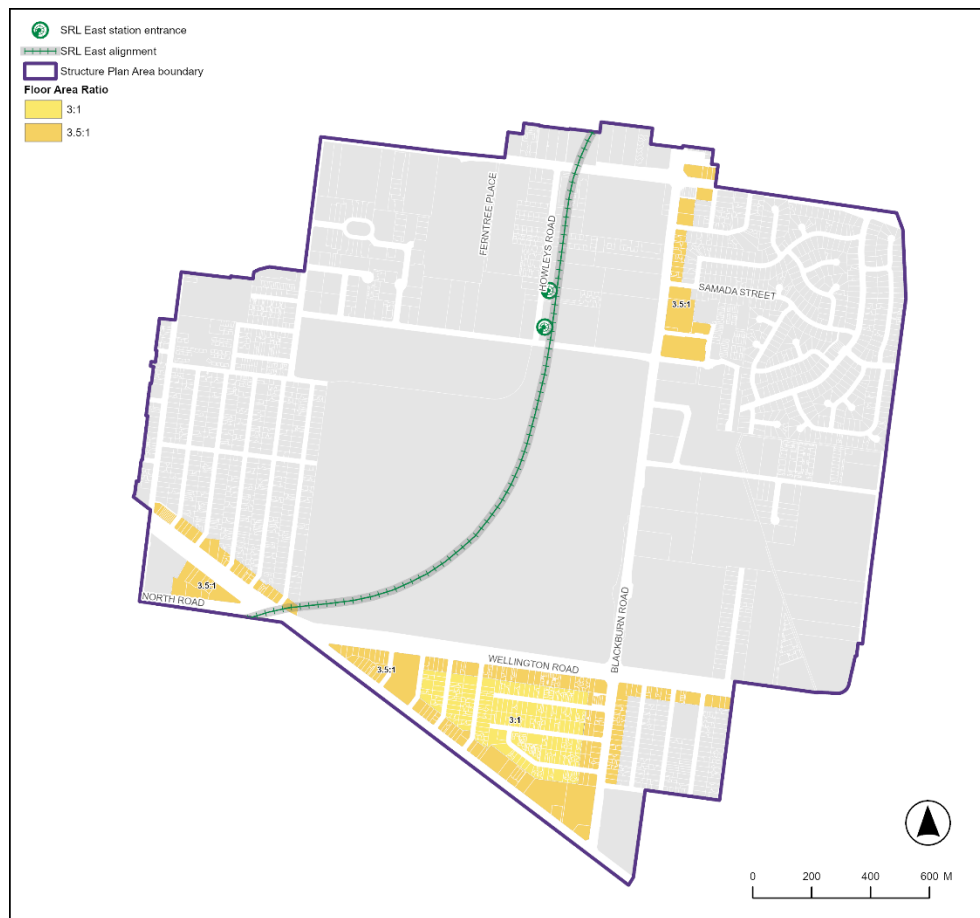 SRL East station entrance
SRL East alignment
Structure Plan Area boundary
Floor Area Ratio
3:1
3.5:1
FERNTREE PLACE
HOWLEYS ROAD
SAMADA STREET
3.5:1
3.5:1
NORTH ROAD
BLACKBURN ROAD
WELLINGTON ROAD
3.5:1
3:1
0 200 400 600 M